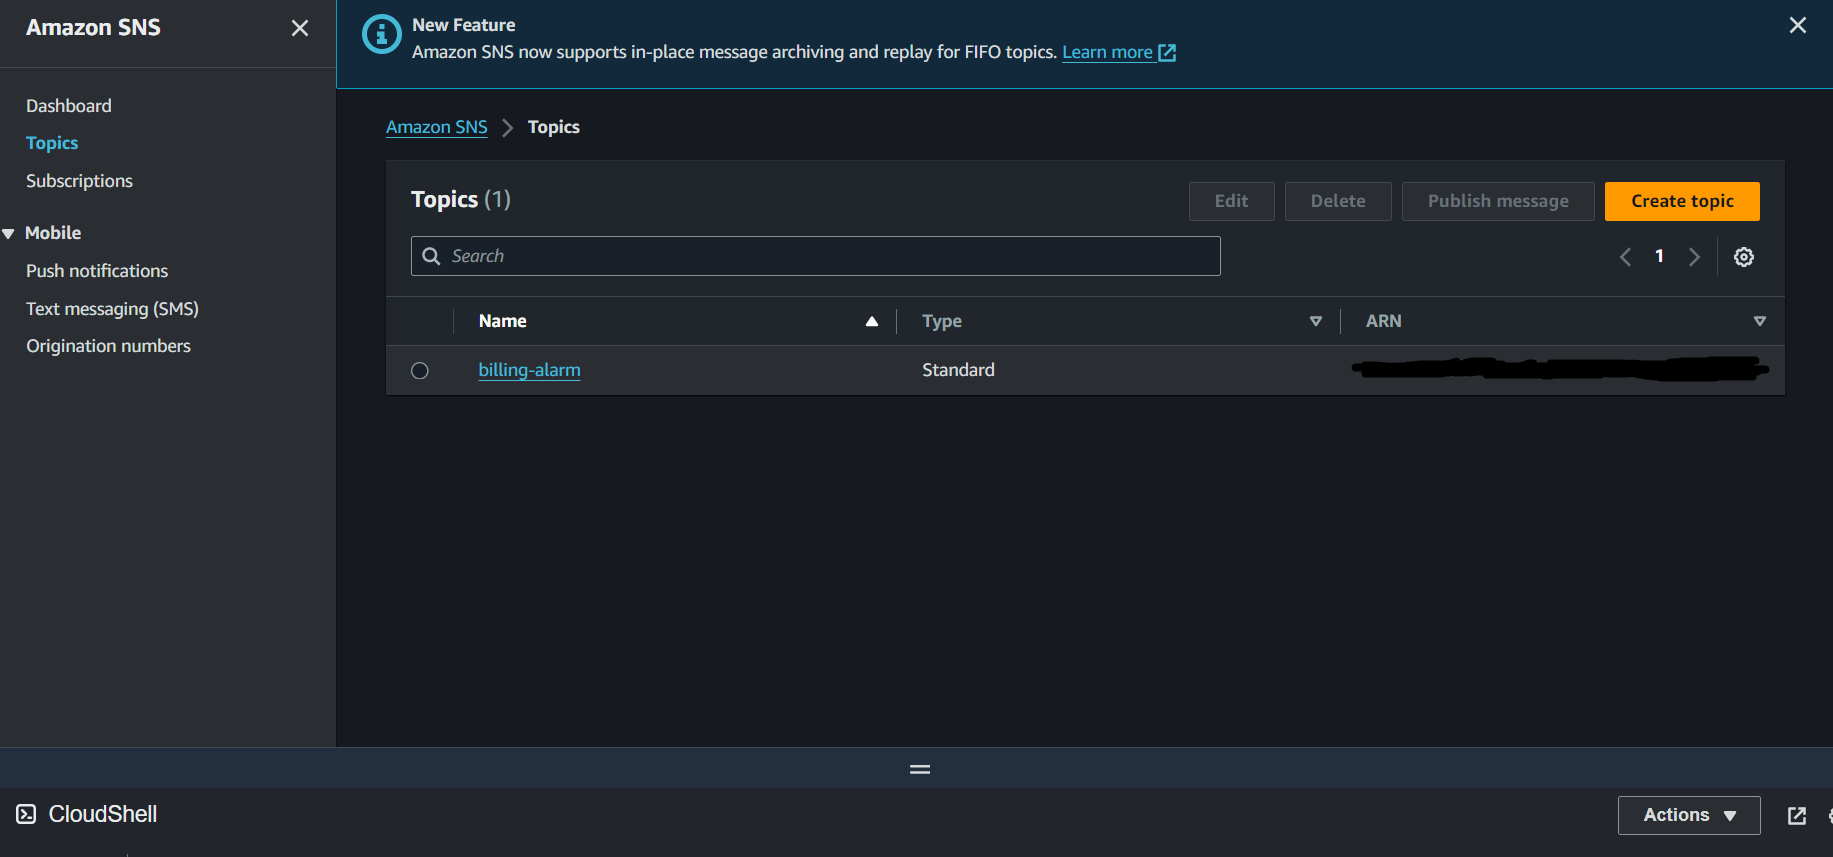 Amazon SNS
Dashboard
Topics
Subscriptions
Mobile
Push notifications
Text messaging (SMS)
Origination numbers
New Feature
Amazon SNS now supports in-place message archiving and replay for FIFO topics. Learn more
Amazon SNS > Topics
Topics (1)
Edit Delete Publish message Create topic
Search
1
Name Type ARN
billing-alarm Standard
CloudShell
Actions